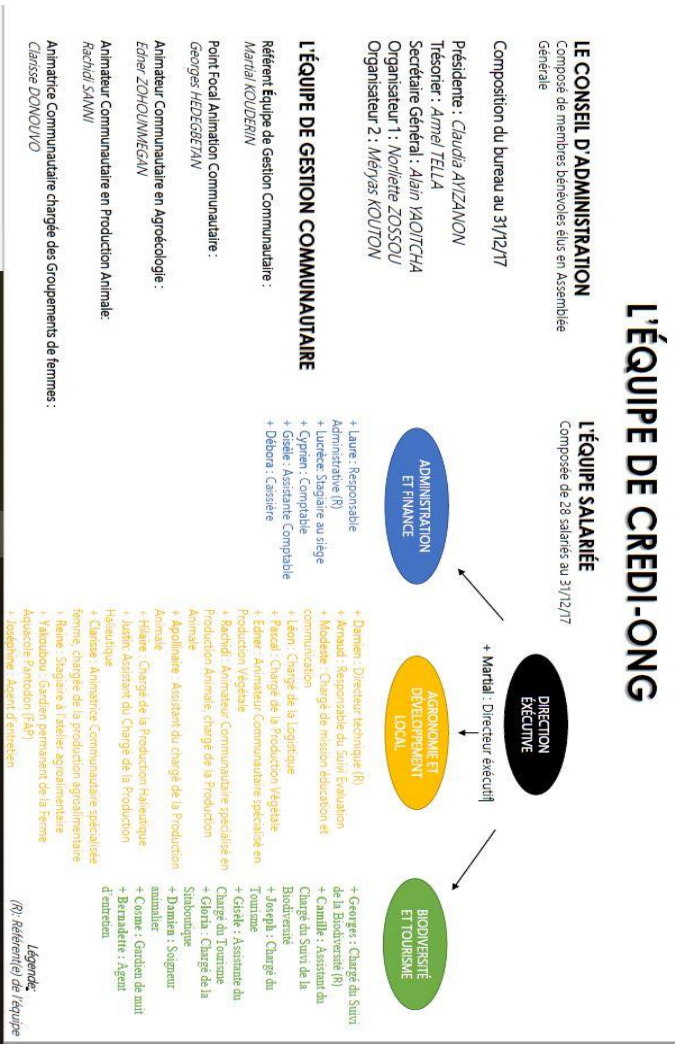 L'ÉQUIPE DE CREDI-ONG
LE CONSEIL D'ADMINISTRATION
Composé de membres bénévoles élus en Assemblée
Générale
Composition du bureau au 31/12/17
Présidente : Claudia AYIZANON
Trésorier : Armel TELLA
Secrétaire Général : Alain YAOITCHA
Organisateur 1 : Norliette ZOSSOU
Organisateur 2 : Méryas KOUTON
L'ÉQUIPE DE GESTION COMMUNAUTAIRE
Référent Équipe de Gestion Communautaire :
Martial KOUDERIN
Point Focal Animation Communautaire :
Georges HEDEGBETAN
Animateur Communautaire en Agroécologie :
Edner ZOHOUNMEGAN
Animateur Communautaire en Production Animale:
Rachidi SANNI
Animatrice Communautaire chargée des Groupements de femmes :
Clarisse DONOUVO
L'ÉQUIPE SALARIÉE
Composée de 28 salariés au 31/12/17
DIRECTION
ÉXÉCUTIVE
+ Martial : Directeur éxécutif
ADMINISTRATION
ET FINANCE
+ Laure : Responsable
Administrative (R)
+ Lucrèce: Stagiaire au siège
+ Cyprien : Comptable
+ Gisèle : Assistante Comptable
+ Débora : Caissière
AGRONOMIE ET
DÉVELOPPEMENT
LOCAL
+ Damien : Directeur technique (R)
+ Arnaud : Responsable du Suivi Evaluation
+ Modeste : Chargé de mission éducation et
communication
+ Léon : Chargé de la Logistique
+ Pascal : Chargé de la Production Végétale
+ Edner : Animateur Communautaire spécialisé en
Production Végétale
+ Rachidi : Animateur Communautaire spécialisé en
Production Animale, chargé de la Production
Animale
+ Apollinaire : Assistant du chargé de la Production
Animale
+ Hilaire : Chargé de la Production Halieutique
+ Justin: Assistant du Chargé de la Production
Halieutique
+ Clarisse : Animatrice Communautaire spécialisée
femme, chargée de la production agroalimentaire
+ Reine : Stagiaire à l'atelier agroalimentaire
+ Yakoubou : Gardien permanent de la Ferme
Aquacole Pantodon (FAP)
+ Joséphine : Agent d'entretien
BIODIVERSITÉ
ET TOURISME
+ Georges : Chargé du Suivi
de la Biodiversité (R)
+ Camille : Assistant du
Chargé du Suivi de la
Biodiversité
+ Joseph : Chargé du
Tourisme
+ Gisèle : Assistante du
Chargé du Tourisme
+ Gloria : Chargé de la
Sitaboutique
+ Damien : Soigneur
animalier
+ Cosme : Gardien de nuit
+ Bernadette : Agent
d'entretien
Légende:
(R): Référent(e) de l'équipe